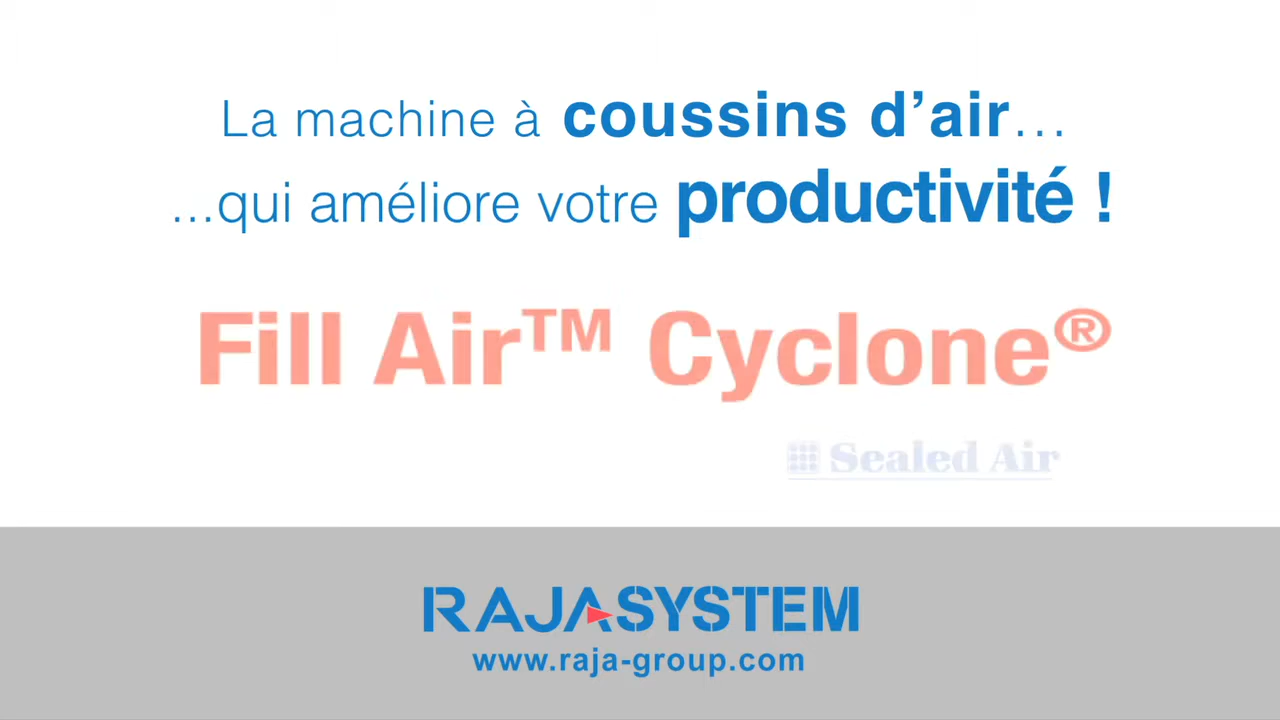 La machine à coussins d’air...
...qui améliore votre productivité !
Fill Air™ Cyclone®
Sealed Air
RAJASYSTEM
www.raja-group.com